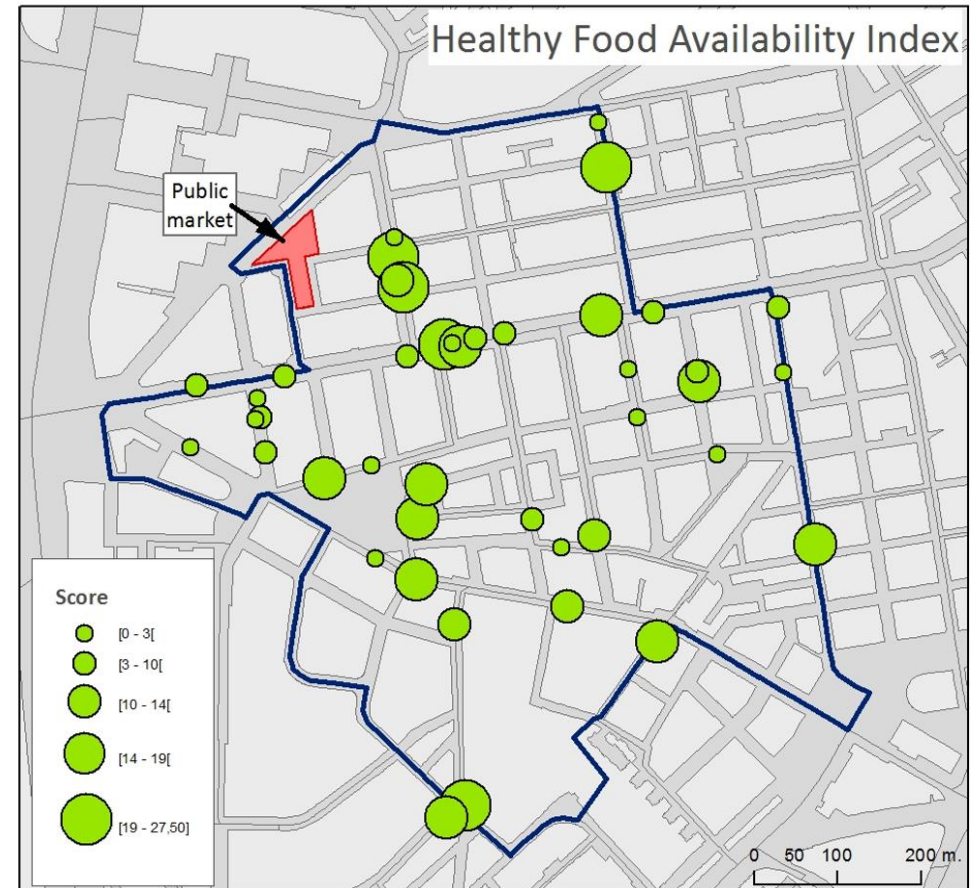 Healthy Food Availability Index
Public
market
Score
[0 - 3[
[3 - 10[
[10 - 14[
[14 - 19[
[19 - 27,50]
0 50 100 200 m.